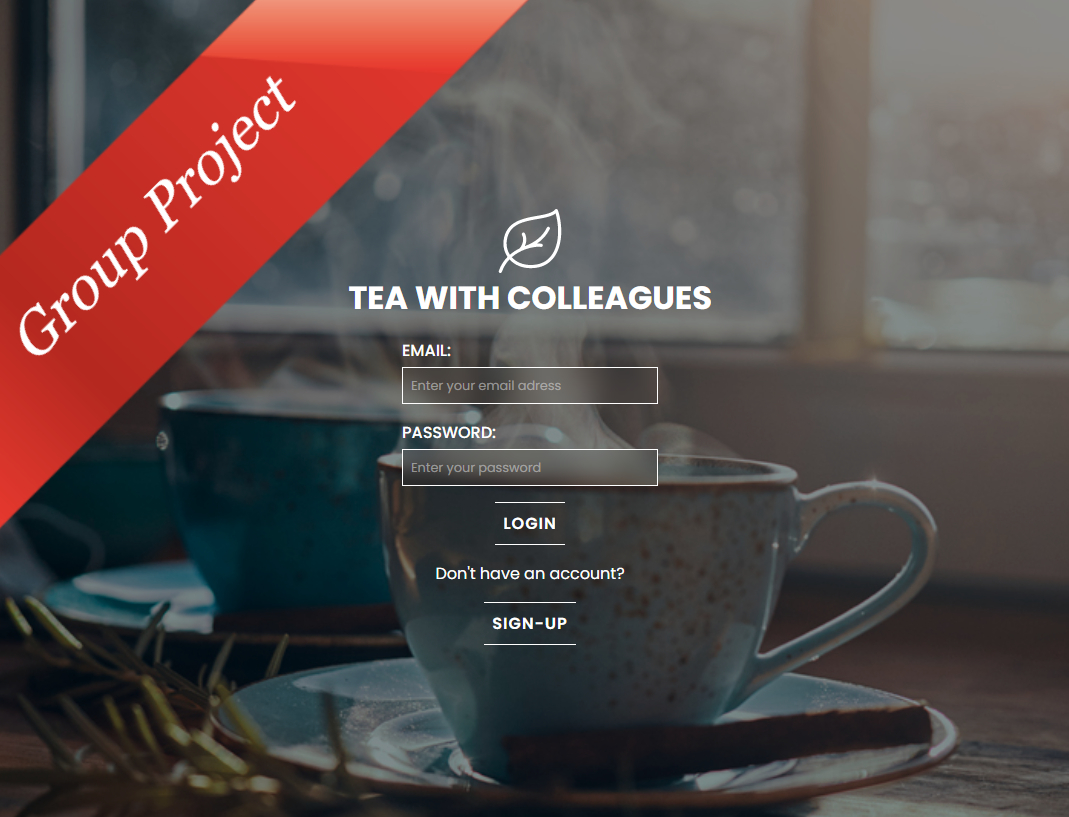 Group Project
TEA WITH COLLEAGUES
EMAIL:
Enter your email adress
PASSWORD:
Enter your password
LOGIN
Don't have an account?
SIGN-UP